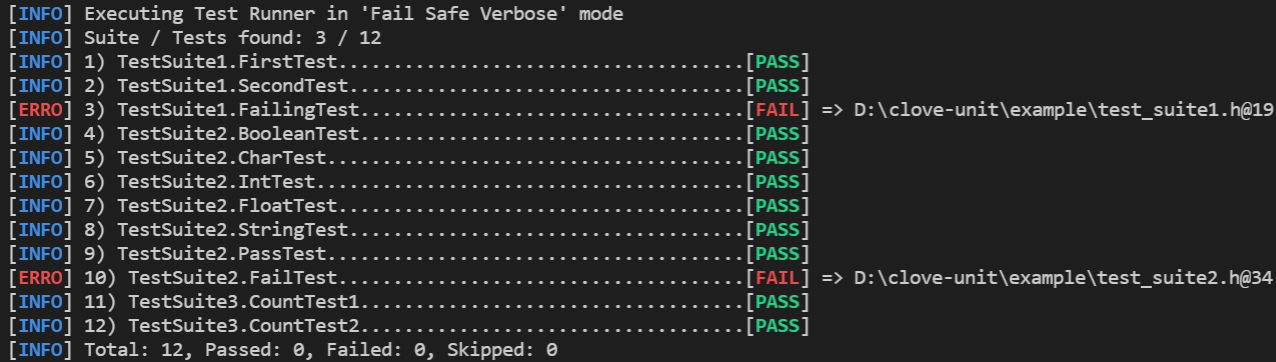 [INFO] Executing Test Runner in 'Fail Safe Verbose' mode
[INFO] Suite / Tests found: 3 / 12
[INFO] 1) TestSuite1.FirstTest.....................................[PASS]
[INFO] 2) TestSuite1.SecondTest....................................[PASS]
[ERRO] 3) TestSuite1.FailingTest...................................[FAIL] => D:\clove-unit\example\test_suite1.h@19
[INFO] 4) TestSuite2.BooleanTest...................................[PASS]
[INFO] 5) TestSuite2.CharTest......................................[PASS]
[INFO] 6) TestSuite2.IntTest.......................................[PASS]
[INFO] 7) TestSuite2.FloatTest.....................................[PASS]
[INFO] 8) TestSuite2.StringTest....................................[PASS]
[INFO] 9) TestSuite2.PassTest......................................[PASS]
[ERRO] 10) TestSuite2.FailTest.....................................[FAIL] => D:\clove-unit\example\test_suite2.h@34
[INFO] 11) TestSuite3.CountTest1...................................[PASS]
[INFO] 12) TestSuite3.CountTest2...................................[PASS]
[INFO] Total: 12, Passed: 0, Failed: 0, Skipped: 0